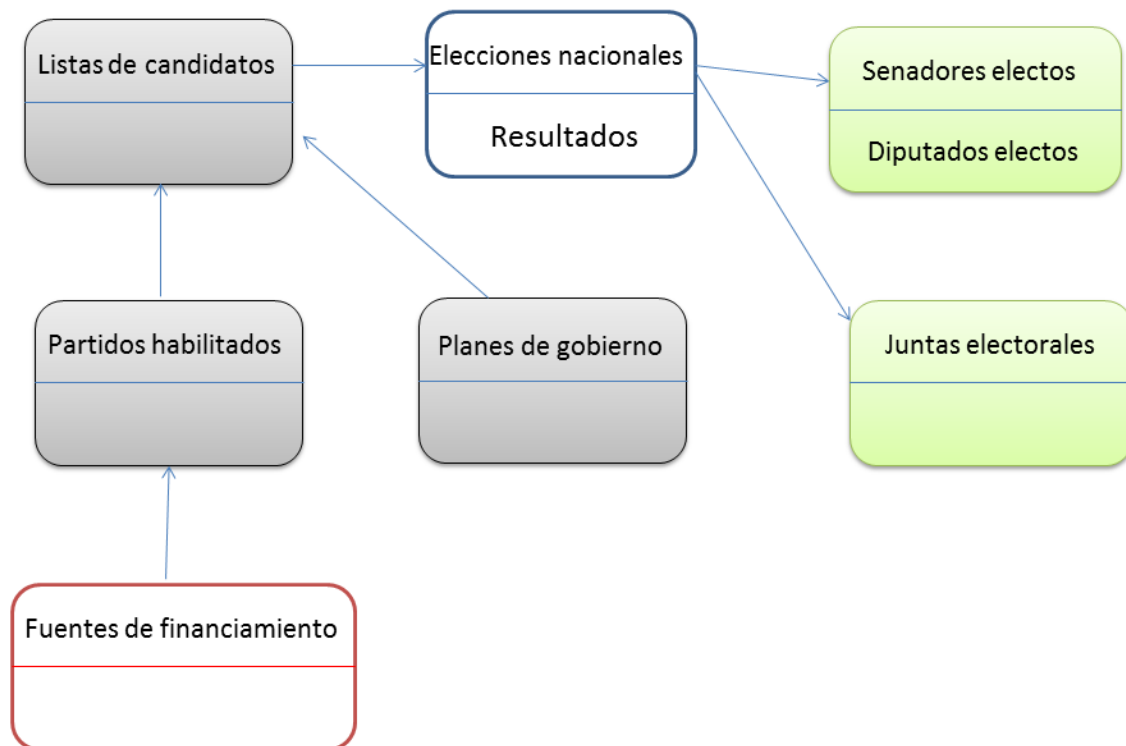 Listas de candidatos
Elecciones nacionales
Resultados
Senadores electos
Diputados electos
Partidos habilitados
Planes de gobierno
Juntas electorales
Fuentes de financiamiento